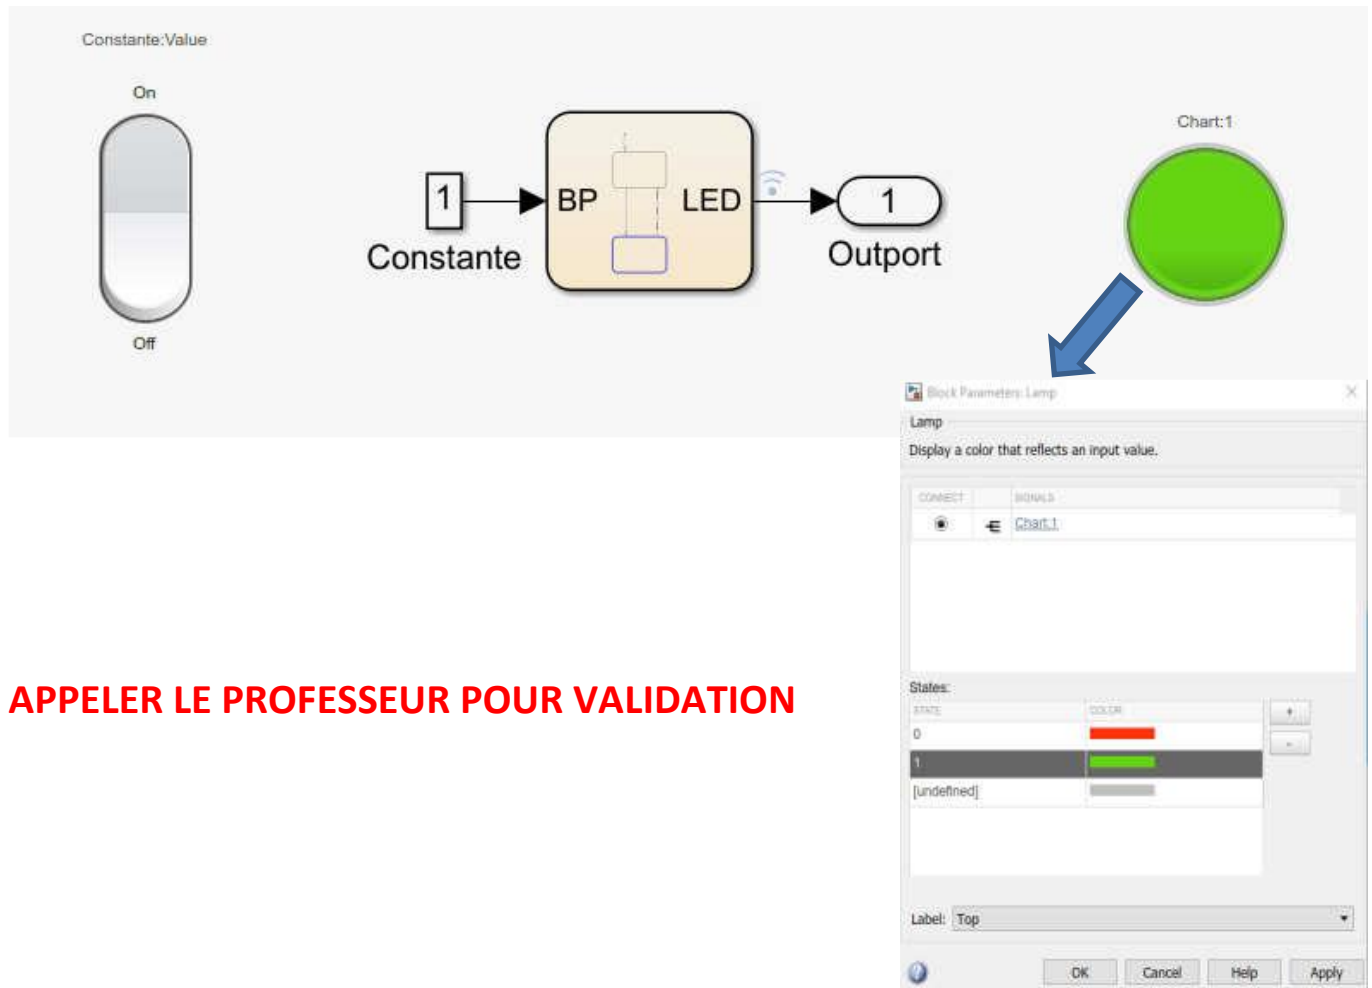 Constante:Value
On
Off
1
Constante
BP
LED
1
Outport
Chart:1
Block Parameters: Lamp
Lamp
Display a color that reflects an input value.
CONNECT SIGNALS
Chart:1
APPELER LE PROFESSEUR POUR VALIDATION
States:
STATE COLOR
0
1
[undefined]
+
-
Label: Top
OK Cancel Help Apply